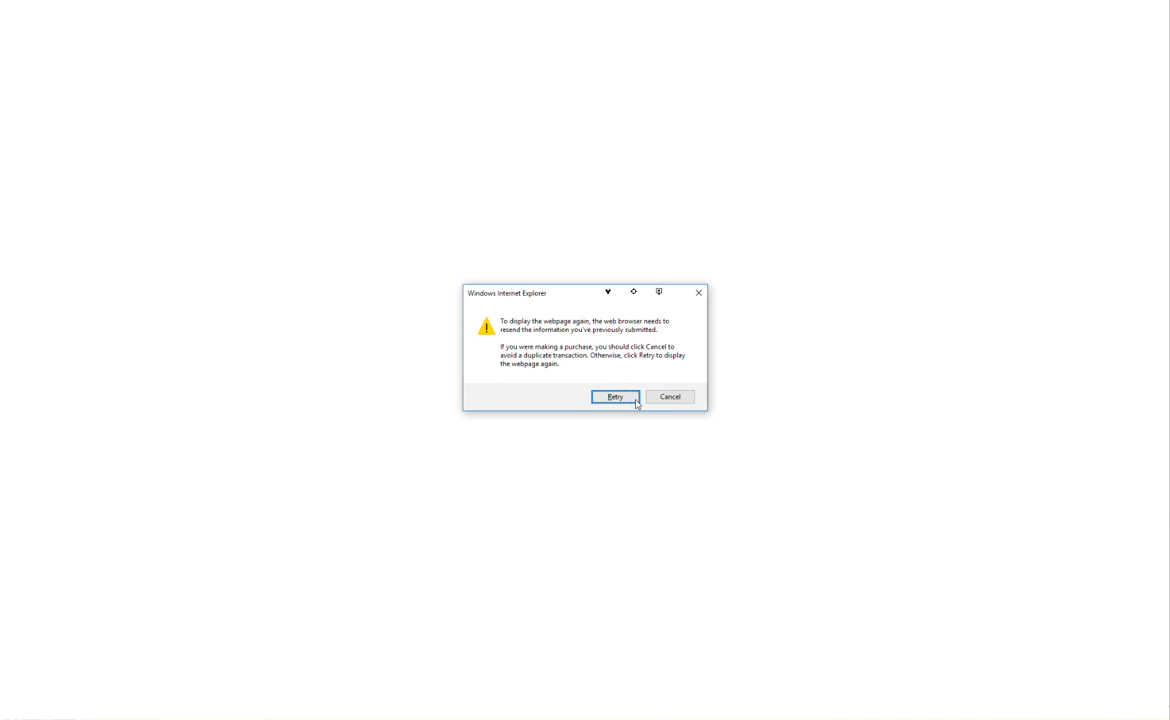 Windows Internet Explorer
To display the webpage again, the web browser needs to
resend the information you've previously submitted.
If you were making a purchase, you should click Cancel to
avoid a duplicate transaction. Otherwise, click Retry to display
the webpage again.
Retry
Cancel